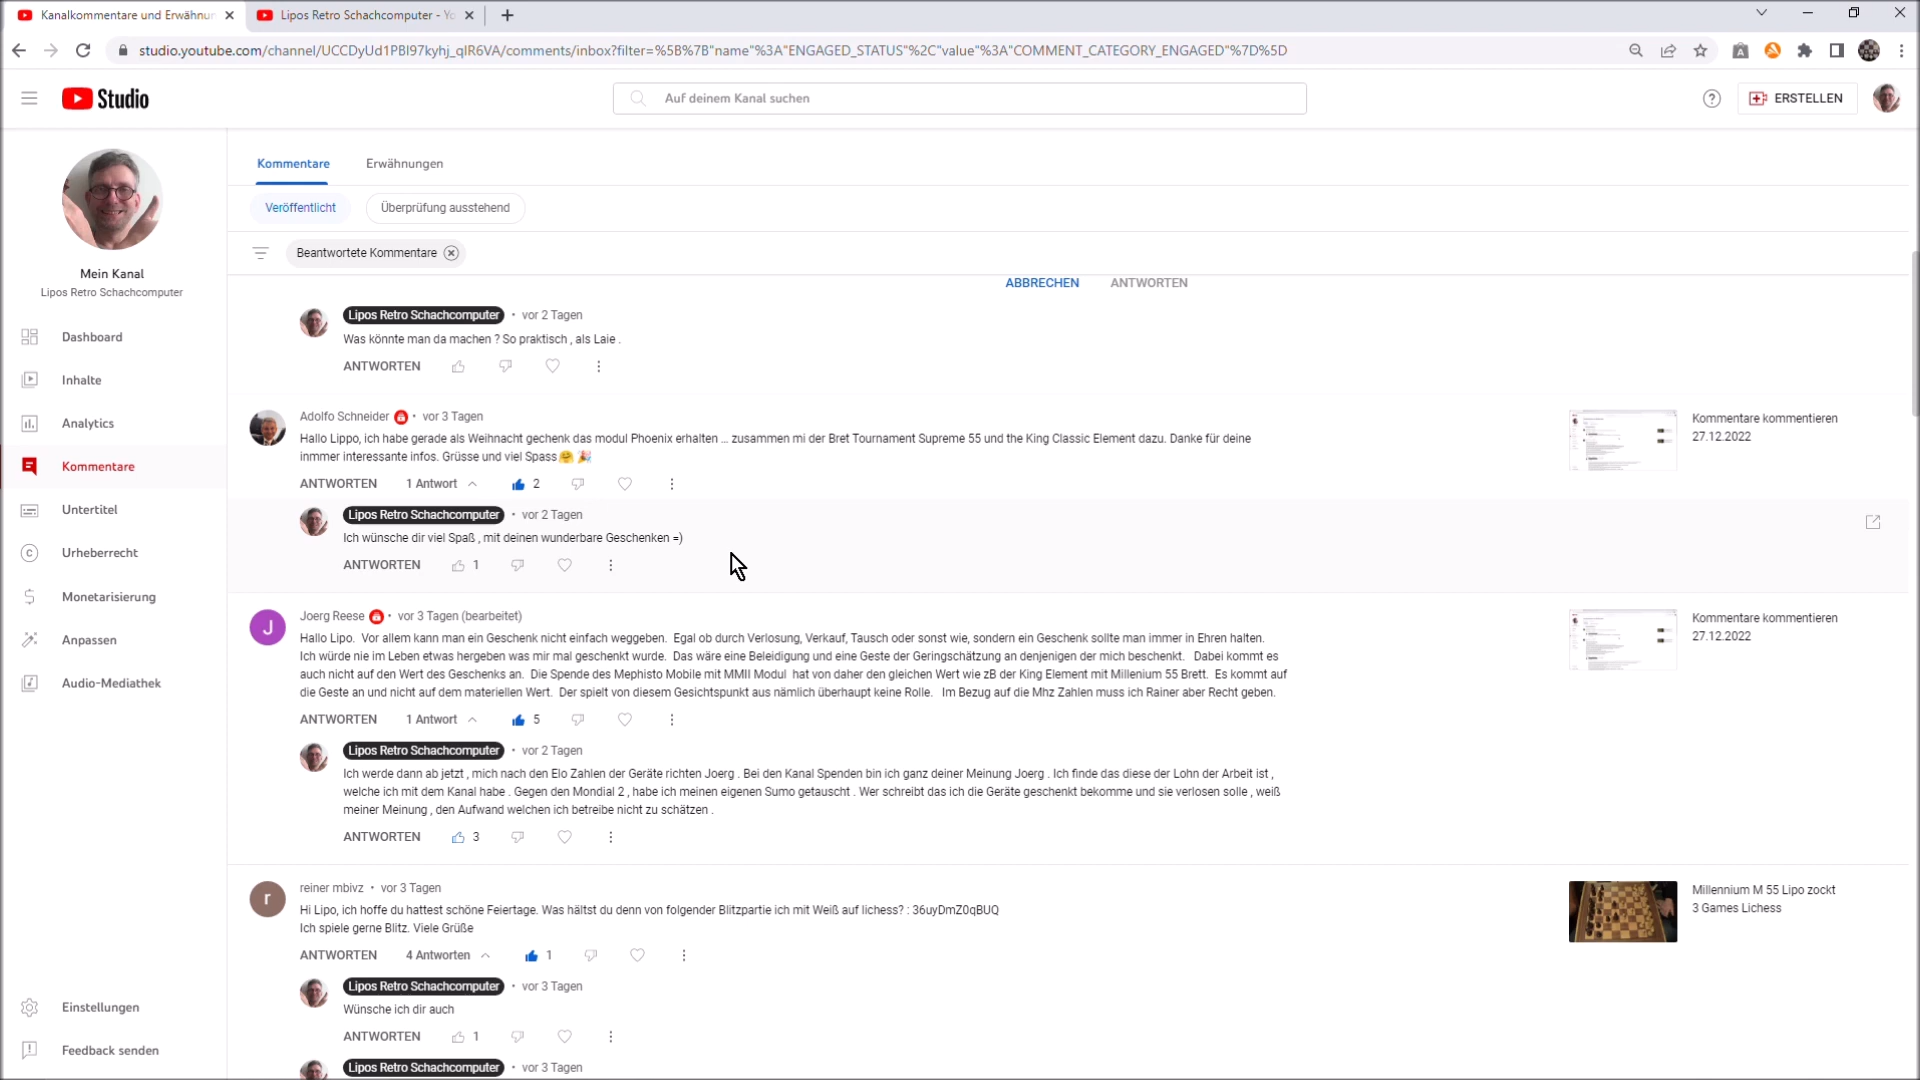 Kanalkommentare und Erwähnun
Lipos Retro Schachcomputer - Yo
studio.youtube.com/channel/UCCDyUd1PBI97kyhj_qIR6VA/comments/inbox?filter=%5B%7B"name"%3A"ENGAGED_STATUS"%2C"value"%3A"COMMENT_CATEGORY_ENGAGED"%7D%5D
Studio
Auf deinem Kanal suchen
ERSTELLEN
Mein Kanal
Lipos Retro Schachcomputer
Dashboard
Inhalte
Analytics
Kommentare
Untertitel
Urheberrecht
Monetarisierung
Anpassen
Audio-Mediathek
Einstellungen
Feedback senden
Kommentare
Erwähnungen
Veröffentlicht
Überprüfung ausstehend
Beantwortete Kommentare
ABBRECHEN ANTWORTEN
Lipos Retro Schachcomputer • vor 2 Tagen
Was könnte man da machen ? So praktisch , als Laie .
ANTWORTEN
Adolfo Schneider • vor 3 Tagen
Hallo Lippo, ich habe gerade als Weihnacht gechenk das modul Phoenix erhalten ... zusammen mi der Bret Tournament Supreme 55 und the King Classic Element dazu. Danke für deine
inmmer interessante infos. Grüsse und viel Spass🤗 🎉
ANTWORTEN 1 Antwort 2
Kommentare kommentieren
27.12.2022
Lipos Retro Schachcomputer • vor 2 Tagen
Ich wünsche dir viel Spaß , mit deinen wunderbare Geschenken =)
ANTWORTEN 1
J
Joerg Reese • vor 3 Tagen (bearbeitet)
Hallo Lipo. Vor allem kann man ein Geschenk nicht einfach weggeben. Egal ob durch Verlosung, Verkauf, Tausch oder sonst wie, sondern ein Geschenk sollte man immer in Ehren halten.
Ich würde nie im Leben etwas hergeben was mir mal geschenkt wurde. Das wäre eine Beleidigung und eine Geste der Geringschätzung an denjenigen der mich beschenkt. Dabei kommt es
auch nicht auf den Wert des Geschenks an. Die Spende des Mephisto Mobile mit MMII Modul hat von daher den gleichen Wert wie zB der King Element mit Millenium 55 Brett. Es kommt auf
die Geste an und nicht auf dem materiellen Wert. Der spielt von diesem Gesichtspunkt aus nämlich überhaupt keine Rolle. Im Bezug auf die Mhz Zahlen muss ich Rainer aber Recht geben.
ANTWORTEN 1 Antwort 5
Kommentare kommentieren
27.12.2022
Lipos Retro Schachcomputer • vor 2 Tagen
Ich werde dann ab jetzt , mich nach den Elo Zahlen der Geräte richten Joerg . Bei den Kanal Spenden bin ich ganz deiner Meinung Joerg . Ich finde das diese der Lohn der Arbeit ist ,
welche ich mit dem Kanal habe . Gegen den Mondial 2 , habe ich meinen eigenen Sumo getauscht . Wer schreibt das ich die Geräte geschenkt bekomme und sie verlosen solle , weiß
meiner Meinung , den Aufwand welchen ich betreibe nicht zu schätzen .
ANTWORTEN 3
r
reiner mbivz • vor 3 Tagen
Hi Lipo, ich hoffe du hattest schöne Feiertage. Was hältst du denn von folgender Blitzpartie ich mit Weiß auf lichess? : 36uyDmZ0qBUQ
Ich spiele gerne Blitz. Viele Grüße
ANTWORTEN 4 Antworten 1
Millennium M 55 Lipo zockt
3 Games Lichess
Lipos Retro Schachcomputer • vor 3 Tagen
Wünsche ich dir auch
ANTWORTEN 1
Lipos Retro Schachcomputer • vor 3 Tagen